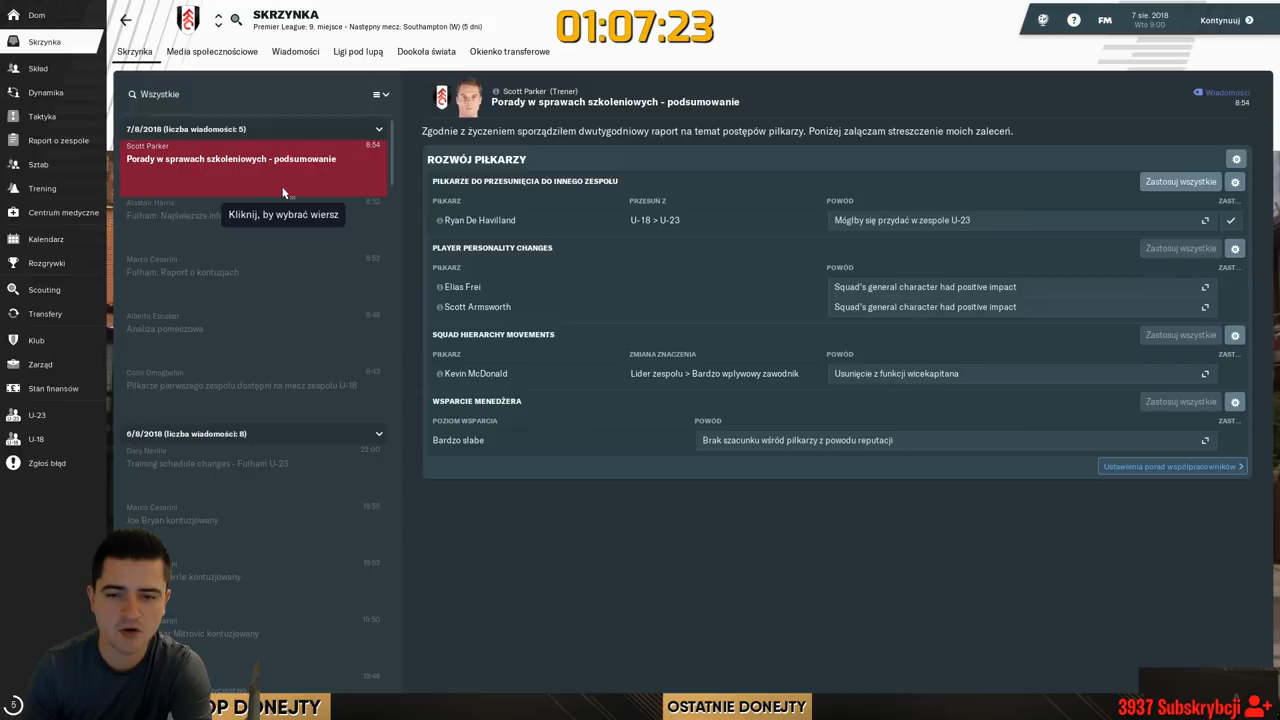 Dom
Skrzynka
Skład
Dynamika
Taktyka
Raport o zespole
Sztab
Trening
Centrum medyczne
Kalendarz
Rozgrywki
Scouting
Transfery
Klub
Zarząd
Stan finansów
U-23
U-18
Zgłoś błąd
5
SKRZYNKA
Premier League: 9. miejsce - Następny mecz: Southampton (W) (5 dni)
01:07:23
FM
7 sie. 2018
Wto 9:00
Kontynuuj
Skrzynka
Media społecznościowe
Wiadomości
Ligi pod lupą
Dookoła świata
Okienko transferowe
Wszystkie
7/8/2018 (liczba wiadomości: 5)
Scott Parker 8:54
Porady w sprawach szkoleniowych - podsumowanie
Kliknij, by wybrać wiersz
Alastair Harris 8:52
Fulham: Najświeższe
Marco Cesarini 8:52
Fulham: Raport o kontuzjach
Alberto Escobar 8:48
Analiza pomeczowa
Colin Omogbehin 8:43
Piłkarze pierwszego zespołu dostępni na mecz zespołu U-18
6/8/2018 (liczba wiadomości: 8)
Gary Neville 22:00
Training schedule changes - Fulham U-23
Marco Cesarini 19:55
Joe Bryan kontuzjowany
19:53
kontuzjowany
19:50
Mitrovic kontuzjowany
19:46
Scott Parker (Trener)
Porady w sprawach szkoleniowych - podsumowanie
Wiadomości
8:54
Zgodnie z życzeniem sporządziłem dwutygodniowy raport na temat postępów piłkarzy. Poniżej załączam streszczenie moich zaleceń.
ROZWÓJ PIŁKARZY
PIŁKARZE DO PRZESUNIĘCIA DO INNEGO ZESPOŁU
Zastosuj wszystkie
PIŁKARZ PRZESUŃ Z POWÓD ZAST...
Ryan De Havilland U-18 > U-23 Mógłby się przydać w zespole U-23
PLAYER PERSONALITY CHANGES
Zastosuj wszystkie
PIŁKARZ POWÓD ZAST...
Elias Frei Squad's general character had positive impact
Scott Armsworth Squad's general character had positive impact
SQUAD HIERARCHY MOVEMENTS
Zastosuj wszystkie
PIŁKARZ ZMIANA ZNACZENIA POWÓD ZAST...
Kevin McDonald Lider zespołu > Bardzo wpływowy zawodnik Usunięcie z funkcji wicekapitana
WSPARCIE MENEDŻERA
Zastosuj wszystkie
POZIOM WSPARCIA POWÓD
Bardzo słabe Brak szacunku wśród piłkarzy z powodu reputacji
Ustawienia porad współpracowników
OP DONEJTY
OSTATNIE DONEJTY
3937 Subskrybcji